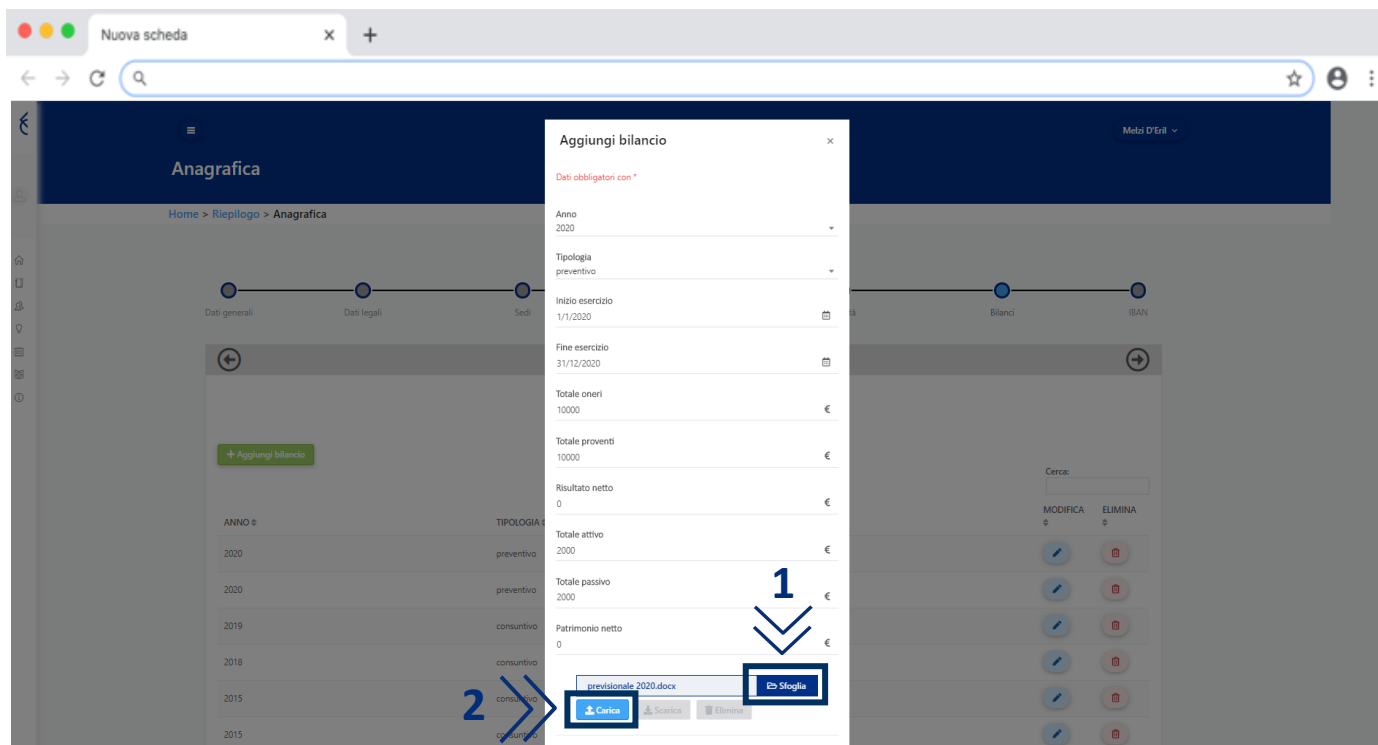 Nuova scheda
Melzi D'Eril
Anagrafica
Home > Riepilogo > Anagrafica
Dati generali
Dati legali
Sedi
Bilanci
IBAN
+ Aggiungi bilancio
Cerca:
ANNO
TIPOLOGIA
MODIFICA
ELIMINA
2020
preventivo
2020
preventivo
2019
consuntivo
2018
consuntivo
2015
consuntivo
2015
consuntivo
Aggiungi bilancio
×
Dati obbligatori con *
Anno
2020
Tipologia
preventivo
Inizio esercizio
1/1/2020
Fine esercizio
31/12/2020
Totale oneri
10000 €
Totale proventi
10000 €
Risultato netto
0 €
Totale attivo
2000 €
Totale passivo
2000 €
Patrimonio netto
0 €
1
previsionale 2020.docx
Sfoglia
2
Carica
Scarica
Elimina